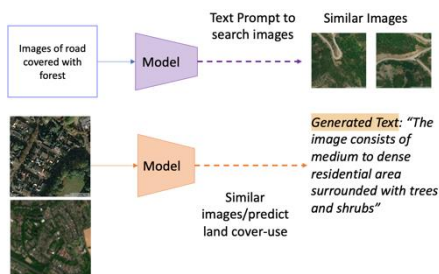 Images of road
covered with
forest
Model
Text Prompt to
search images
Similar Images
Model
Similar
images/predict
land cover-use
Generated Text: “The
image consists of
medium to dense
residential area
surrounded with trees
and shrubs”